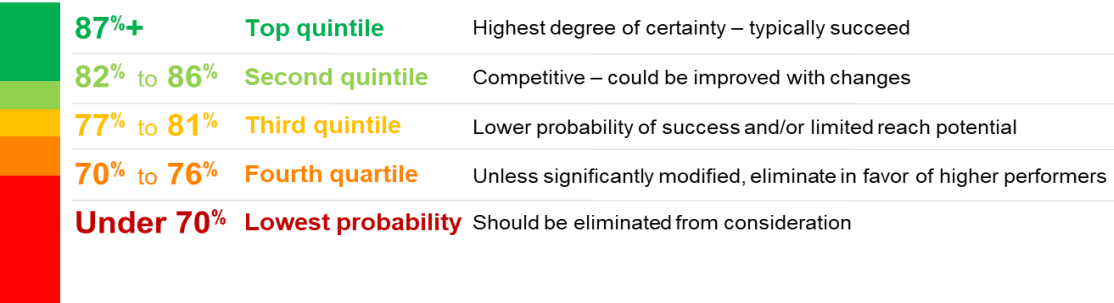 87%+ Top quintile Highest degree of certainty – typically succeed
82% to 86% Second quintile Competitive – could be improved with changes
77% to 81% Third quintile Lower probability of success and/or limited reach potential
70% to 76% Fourth quartile Unless significantly modified, eliminate in favor of higher performers
Under 70% Lowest probability Should be eliminated from consideration